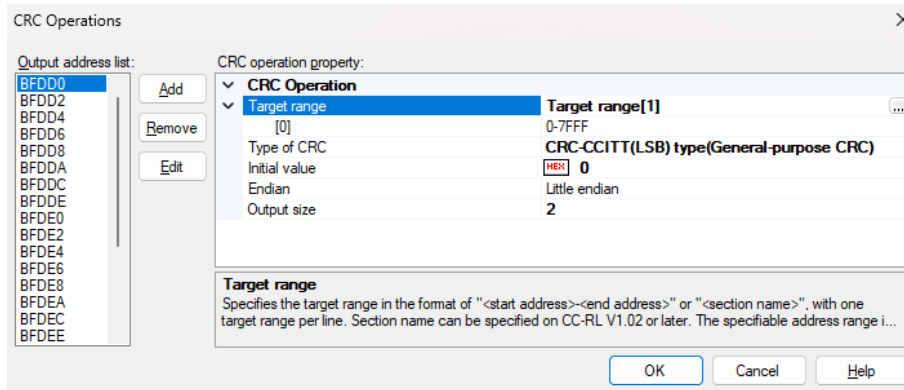 CRC Operations
Output address list:
BFDD0
BFDD2
BFDD4
BFDD6
BFDD8
BFDDA
BFDDC
BFDDE
BFDE0
BFDE2
BFDE4
BFDE6
BFDE8
BFDEA
BFDEC
BFDEE
Add
Remove
Edit
CRC operation property:
CRC Operation
Target range Target range[1] ...
[0] 0-7FFF
Type of CRC CRC-CCITT(LSB) type(General-purpose CRC)
Initial value HEX 0
Endian Little endian
Output size 2
Target range
Specifies the target range in the format of "<start address>-<end address>" or "<section name>", with one
target range per line. Section name can be specified on CC-RL V1.02 or later. The specifiable address range i...
OK Cancel Help